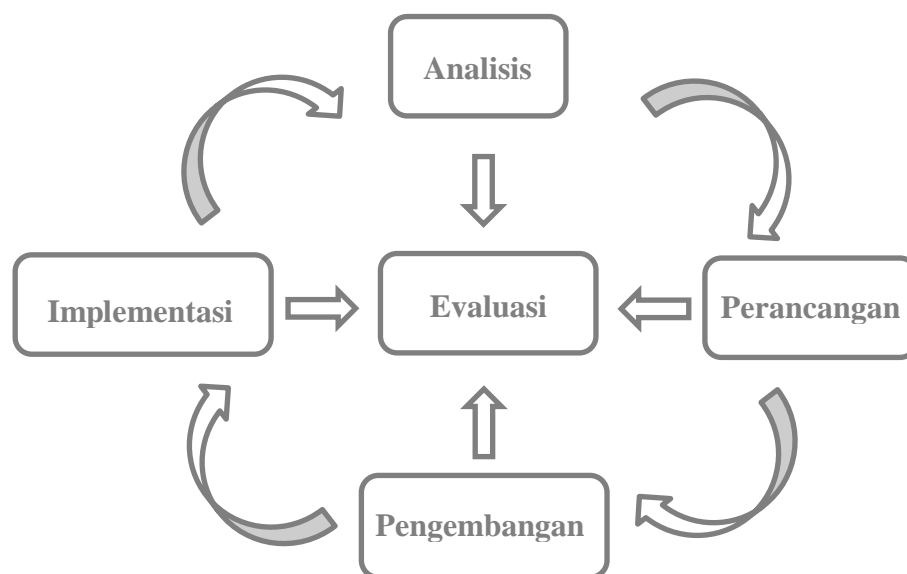 Analisis
Implementasi
Evaluasi
Perancangan
Pengembangan